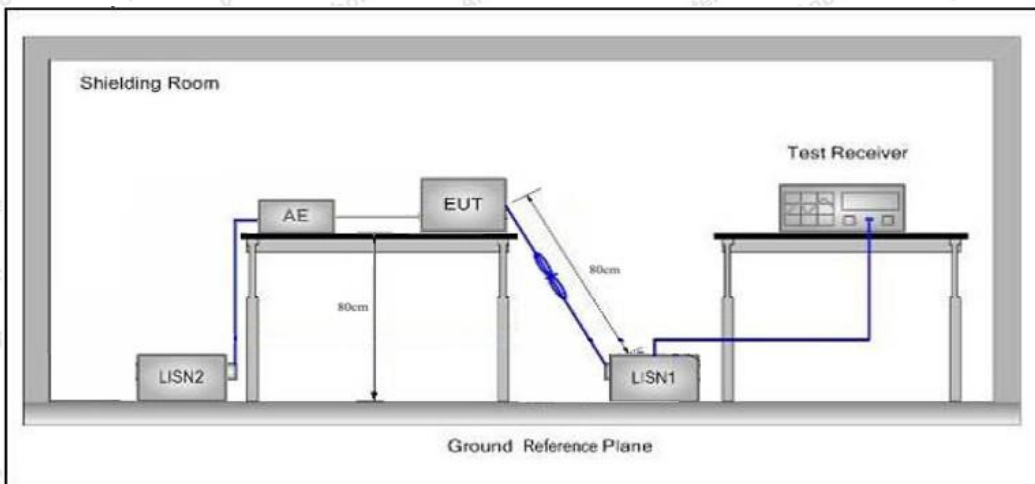 Shielding Room
Test Receiver
AE
EUT
80cm
80cm
LISN2
LISN1
Ground Reference Plane